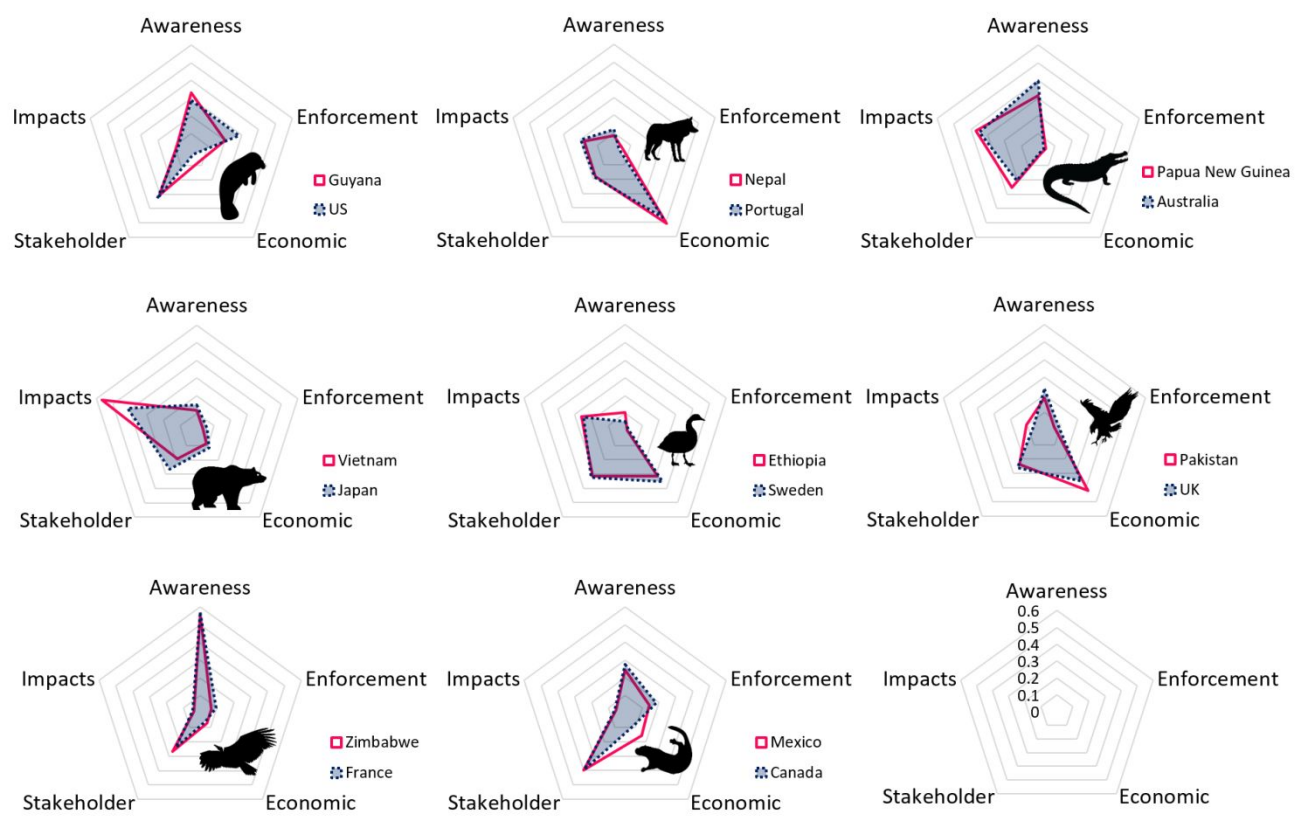 Awareness
Impacts
Enforcement
Guyana
US
Stakeholder
Economic
Awareness
Impacts
Enforcement
Nepal
Portugal
Stakeholder
Economic
Awareness
Impacts
Enforcement
Papua New Guinea
Australia
Stakeholder
Economic
Awareness
Impacts
Enforcement
Vietnam
Japan
Stakeholder
Economic
Awareness
Impacts
Enforcement
Ethiopia
Sweden
Stakeholder
Economic
Awareness
Impacts
Enforcement
Pakistan
UK
Stakeholder
Economic
Awareness
Impacts
Enforcement
Zimbabwe
France
Stakeholder
Economic
Awareness
Impacts
Enforcement
Mexico
Canada
Stakeholder
Economic
Awareness
0.6
0.5
0.4
0.3
0.2
0.1
0
Impacts
Enforcement
Stakeholder
Economic